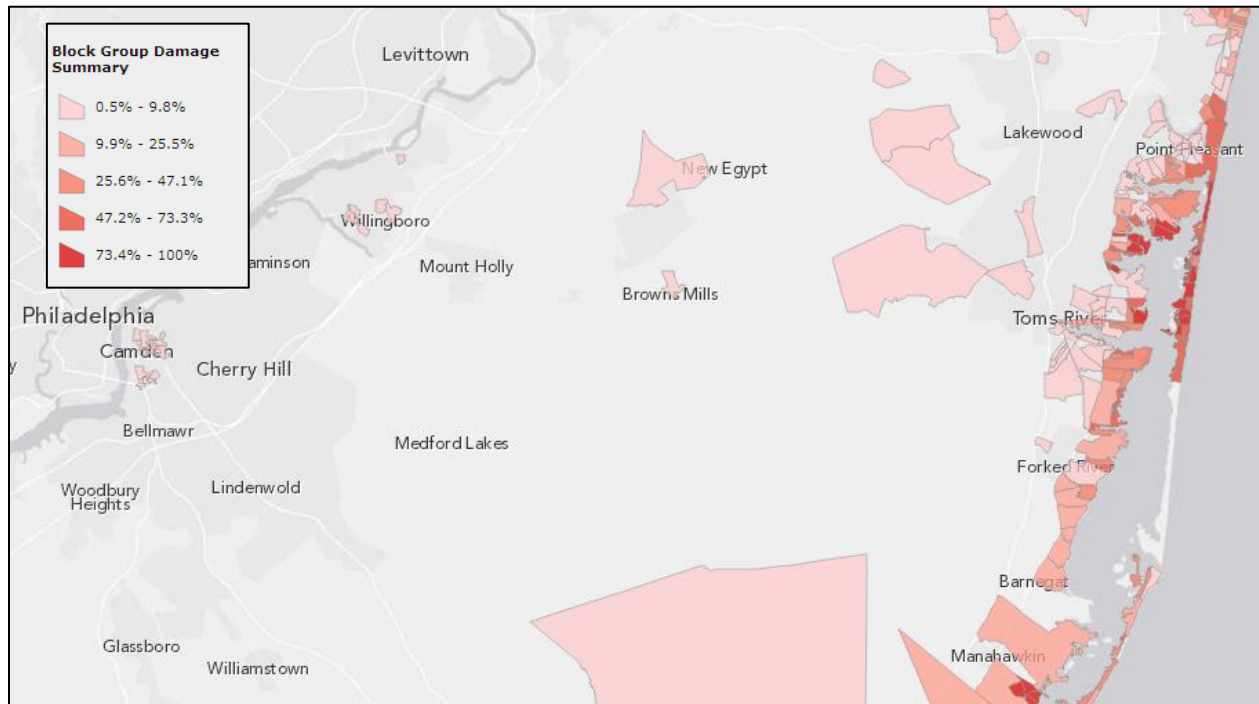 Block Group Damage
Summary
0.5% - 9.8%
9.9% - 25.5%
25.6% - 47.1%
47.2% - 73.3%
73.4% - 100%
Levittown
Lakewood
Point Pleasant
New Egypt
Willingboro
aminson
Mount Holly
Browns Mills
Philadelphia
Toms River
Camden
y
Cherry Hill
Bellmawr
Medford Lakes
Forked River
Woodbury
Heights
Lindenwold
Barnegat
Glassboro
Williamstown
Manahawkin